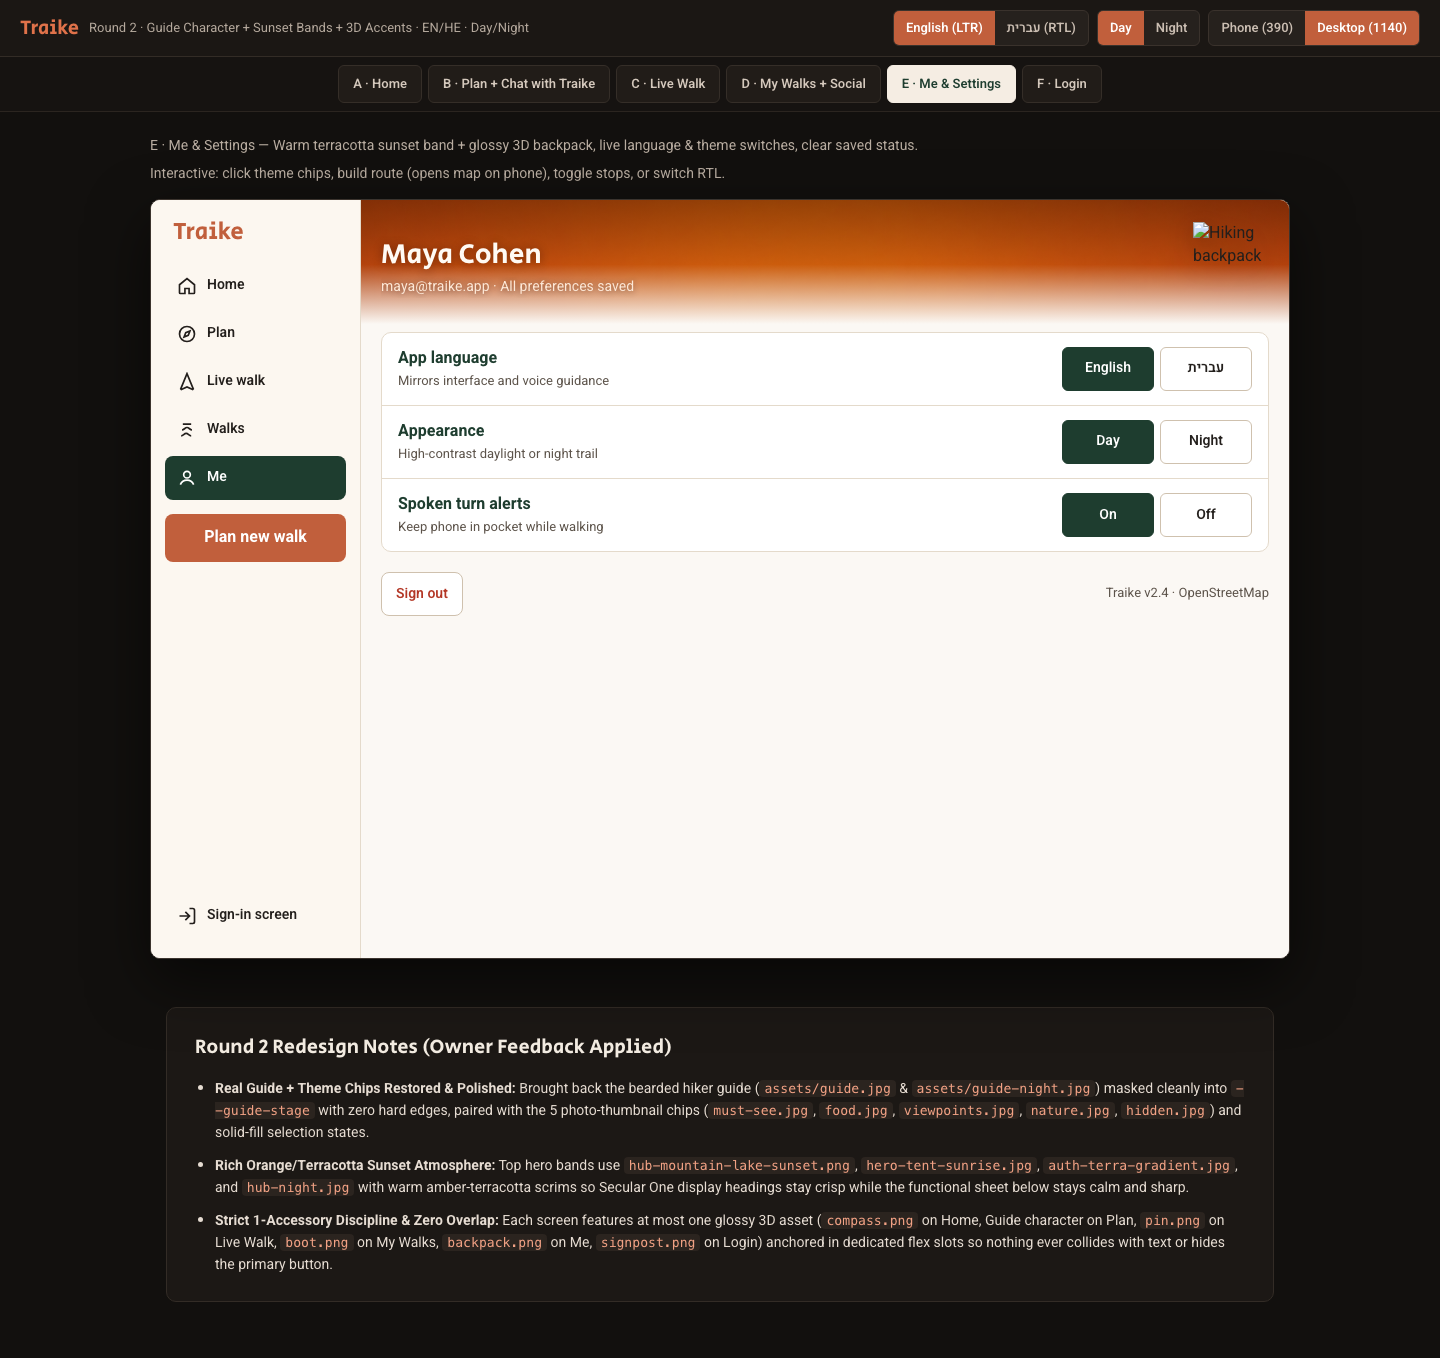 Traike Round 2 · Guide Character + Sunset Bands + 3D Accents · EN/HE · Day/Night English (LTR) עברית (RTL) Day Night Phone (390) Desktop (1140)
A · Home B · Plan + Chat with Traike C · Live Walk D · My Walks + Social E · Me & Settings F · Login
E · Me & Settings — Warm terracotta sunset band + glossy 3D backpack, live language & theme switches, clear saved status.
Interactive: click theme chips, build route (opens map on phone), toggle stops, or switch RTL.
Traike
Home
Plan
Live walk
Walks
Me
Plan new walk
Sign-in screen
Maya Cohen
maya@traike.app · All preferences saved
Hiking
backpack
App language
Mirrors interface and voice guidance
English עברית
Appearance
High-contrast daylight or night trail
Day Night
Spoken turn alerts
Keep phone in pocket while walking
On Off
Sign out
Traike v2.4 · OpenStreetMap
Round 2 Redesign Notes (Owner Feedback Applied)
• Real Guide + Theme Chips Restored & Polished: Brought back the bearded hiker guide ( assets/guide.jpg & assets/guide-night.jpg ) masked cleanly into -
-guide-stage with zero hard edges, paired with the 5 photo-thumbnail chips ( must-see.jpg , food.jpg , viewpoints.jpg , nature.jpg , hidden.jpg ) and
solid-fill selection states.
• Rich Orange/Terracotta Sunset Atmosphere: Top hero bands use hub-mountain-lake-sunset.png , hero-tent-sunrise.jpg , auth-terra-gradient.jpg ,
and hub-night.jpg with warm amber-terracotta scrims so Secular One display headings stay crisp while the functional sheet below stays calm and sharp.
• Strict 1-Accessory Discipline & Zero Overlap: Each screen features at most one glossy 3D asset ( compass.png on Home, Guide character on Plan, pin.png on
Live Walk, boot.png on My Walks, backpack.png on Me, signpost.png on Login) anchored in dedicated flex slots so nothing ever collides with text or hides
the primary button.